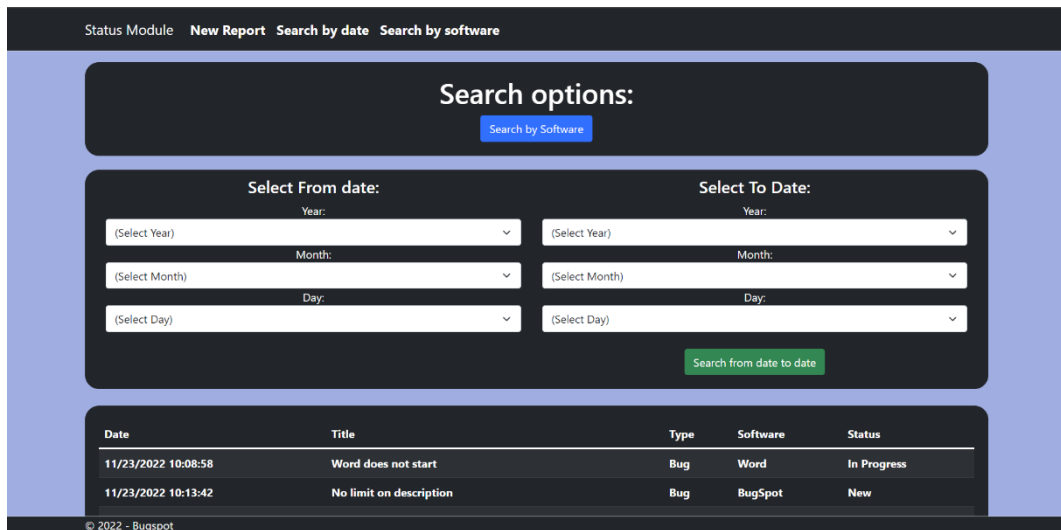 Status Module New Report Search by date Search by software
Search options:
Search by Software
Select From date:
Year:
(Select Year)
Month:
(Select Month)
Day:
(Select Day)
Select To Date:
Year:
(Select Year)
Month:
(Select Month)
Day:
(Select Day)
Search from date to date
Date Title Type Software Status
11/23/2022 10:08:58 Word does not start Bug Word In Progress
11/23/2022 10:13:42 No limit on description Bug BugSpot New
© 2022 - Bugspot